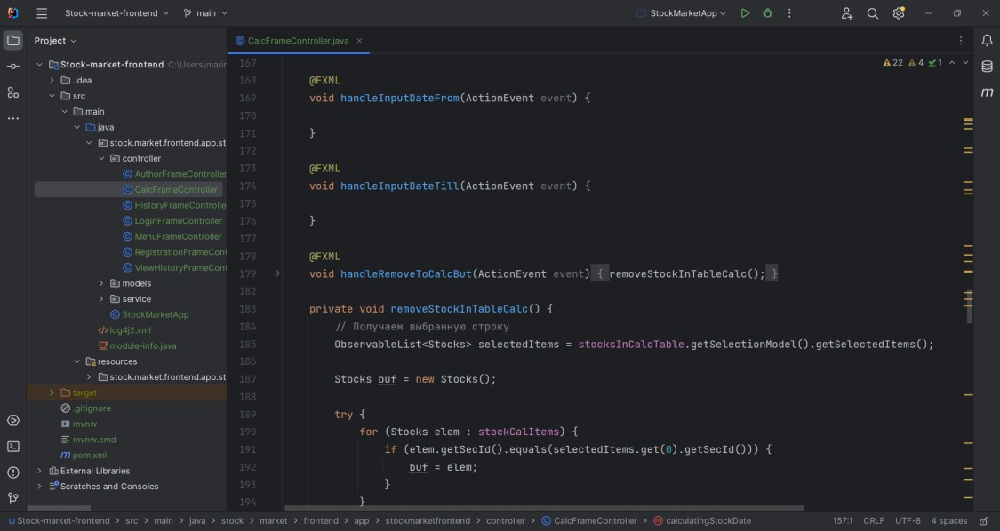 Stock-market-frontend
main
StockMarketApp
Project
CalcFrameController.java
Stock-market-frontend C:\Users\marin
.idea
src
main
java
stock.market.frontend.app.st
controller
AuthorFrameController
CalcFrameController
HistoryFrameControlle
LoginFrameController
MenuFrameController
RegistrationFrameCont
ViewHistoryFrameCont
models
service
StockMarketApp
log4j2.xml
module-info.java
resources
stock.market.frontend.app.st
target
.gitignore
mvnw
mvnw.cmd
pom.xml
External Libraries
Scratches and Consoles
22 4 1
167
168 @FXML
169 void handleInputDateFrom(ActionEvent event) {
170
171 }
172
173 @FXML
174 void handleInputDateTill(ActionEvent event) {
175
176 }
177
178 @FXML
179 void handleRemoveToCalcBut(ActionEvent event) { removeStockInTableCalc(); }
182
183 private void removeStockInTableCalc() {
184 // Получаем выбранную строку
185 ObservableList<Stocks> selectedItems = stocksInCalcTable.getSelectionModel().getSelectedItems();
186
187 Stocks buf = new Stocks();
188
189 try {
190 for (Stocks elem : stockCalItems) {
191 if (elem.getSecId().equals(selectedItems.get(0).getSecId())) {
192 buf = elem;
193 }
194 }
Stock-market-frontend > src > main > java > stock > market > frontend > app > stockmarketfrontend > controller > CalcFrameController > calculatingStockDate
157:1 CRLF UTF-8 4 spaces